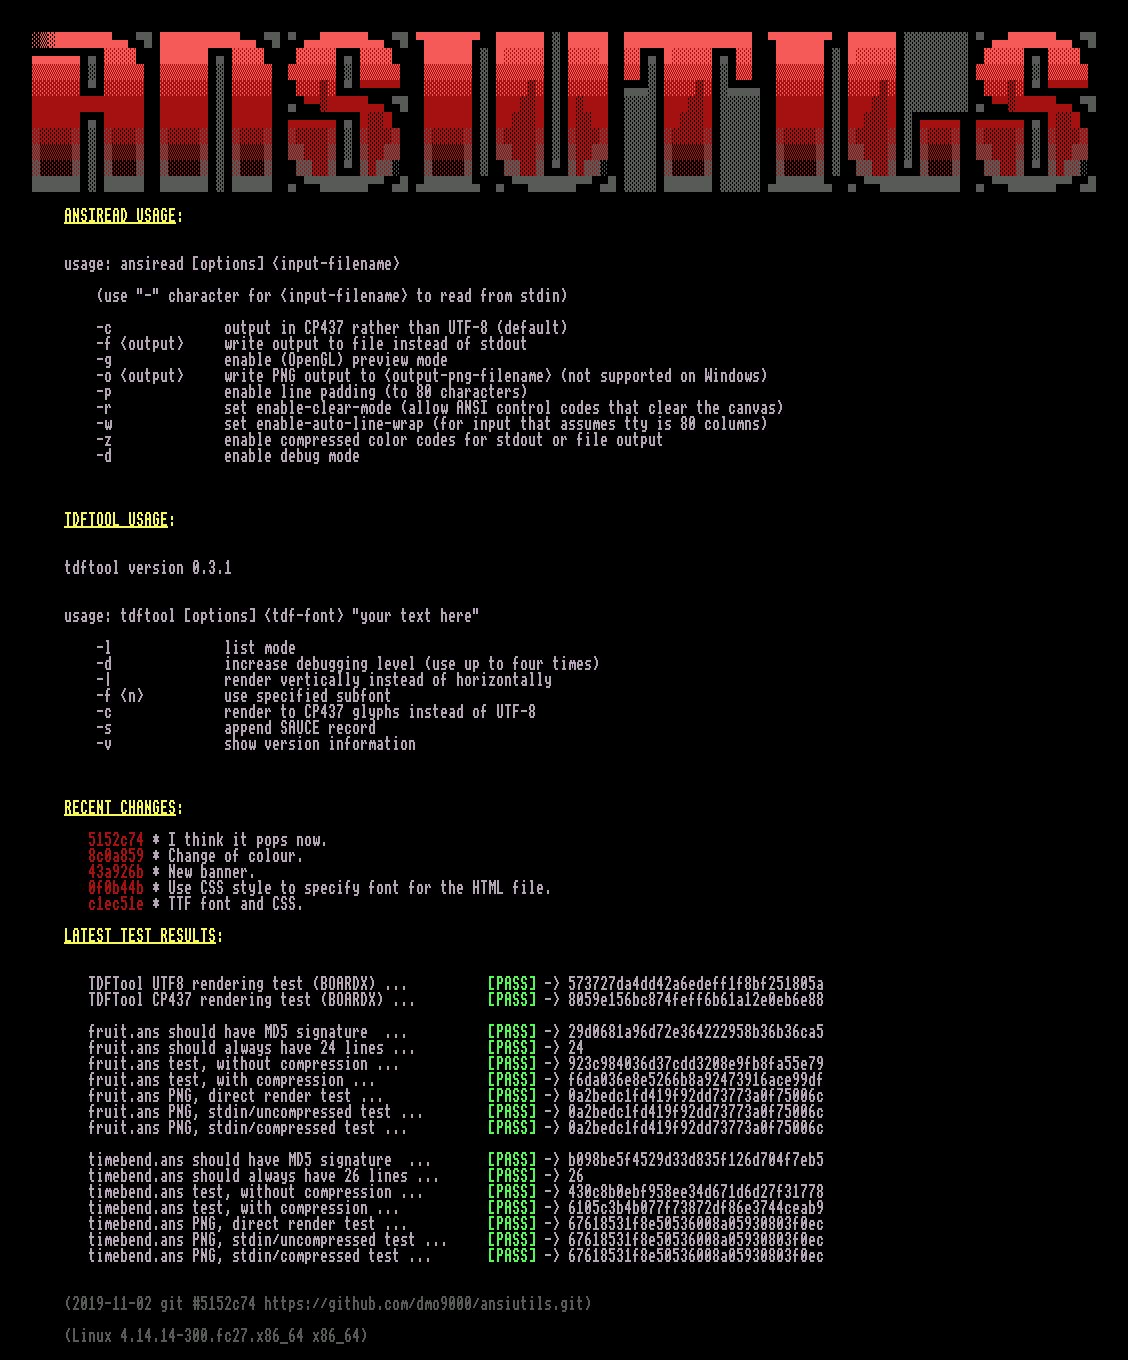 ANSIUTILS
ANSIREAD USAGE:
usage: ansiread [options] <input-filename>
(use "-" character for <input-filename> to read from stdin)
-c output in CP437 rather than UTF-8 (default)
-f <output> write output to file instead of stdout
-g enable (OpenGL) preview mode
-o <output> write PNG output to <output-png-filename> (not supported on Windows)
-p enable line padding (to 80 characters)
-r set enable-clear-mode (allow ANSI control codes that clear the canvas)
-w set enable-auto-line-wrap (for input that assumes tty is 80 columns)
-z enable compressed color codes for stdout or file output
-d enable debug mode
TDFTOOL USAGE:
tdftool version 0.3.1
usage: tdftool [options] <tdf-font> "your text here"
-l list mode
-d increase debugging level (use up to four times)
-| render vertically instead of horizontally
-f <n> use specified subfont
-c render to CP437 glyphs instead of UTF-8
-s append SAUCE record
-v show version information
RECENT CHANGES:
5152c74 * I think it pops now.
8c0a859 * Change of colour.
43a926b * New banner.
0f0b44b * Use CSS style to specify font for the HTML file.
c1ec51e * TTF font and CSS.
LATEST TEST RESULTS:
TDFTool UTF8 rendering test (BOARDX) ... [PASS] -> 573727da4dd42a6edeff1f8bf251805a
TDFTool CP437 rendering test (BOARDX) ... [PASS] -> 8059e156bc874feff6b61a12e0eb6e88
fruit.ans should have MD5 signature ... [PASS] -> 29d0681a96d72e364222958b36b36ca5
fruit.ans should always have 24 lines ... [PASS] -> 24
fruit.ans test, without compression ... [PASS] -> 923c984036d37cdd3208e9fb8fa55e79
fruit.ans test, with compression ... [PASS] -> f6da036e8e5266b8a92473916ace99df
fruit.ans PNG, direct render test ... [PASS] -> 0a2bedc1fd419f92dd73773a0f75006c
fruit.ans PNG, stdin/uncompressed test ... [PASS] -> 0a2bedc1fd419f92dd73773a0f75006c
fruit.ans PNG, stdin/compressed test ... [PASS] -> 0a2bedc1fd419f92dd73773a0f75006c
timebend.ans should have MD5 signature ... [PASS] -> b098be5f4529d33d835f126d704f7eb5
timebend.ans should always have 26 lines ... [PASS] -> 26
timebend.ans test, without compression ... [PASS] -> 430c8b0ebf958ee34d671d6d27f31778
timebend.ans test, with compression ... [PASS] -> 6105c3b4b077f73872df86e3744ceab9
timebend.ans PNG, direct render test ... [PASS] -> 67618531f8e50536008a05930803f0ec
timebend.ans PNG, stdin/uncompressed test ... [PASS] -> 67618531f8e50536008a05930803f0ec
timebend.ans PNG, stdin/compressed test ... [PASS] -> 67618531f8e50536008a05930803f0ec
(2019-11-02 git #5152c74 https://github.com/dmo9000/ansiutils.git)
(Linux 4.14.14-300.fc27.x86_64 x86_64)